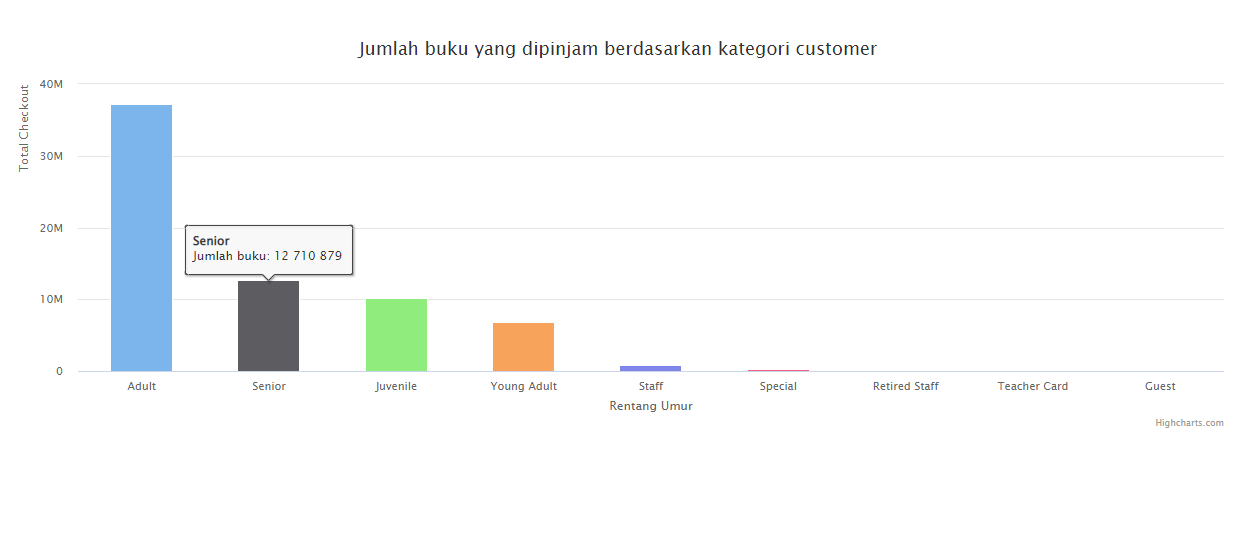 Jumlah buku yang dipinjam berdasarkan kategori customer
Total Checkout
40M
30M
20M
10M
0
Senior
Jumlah buku: 12 710 879
Adult
Senior
Juvenile
Young Adult
Staff
Special
Retired Staff
Teacher Card
Guest
Rentang Umur
Highcharts.com